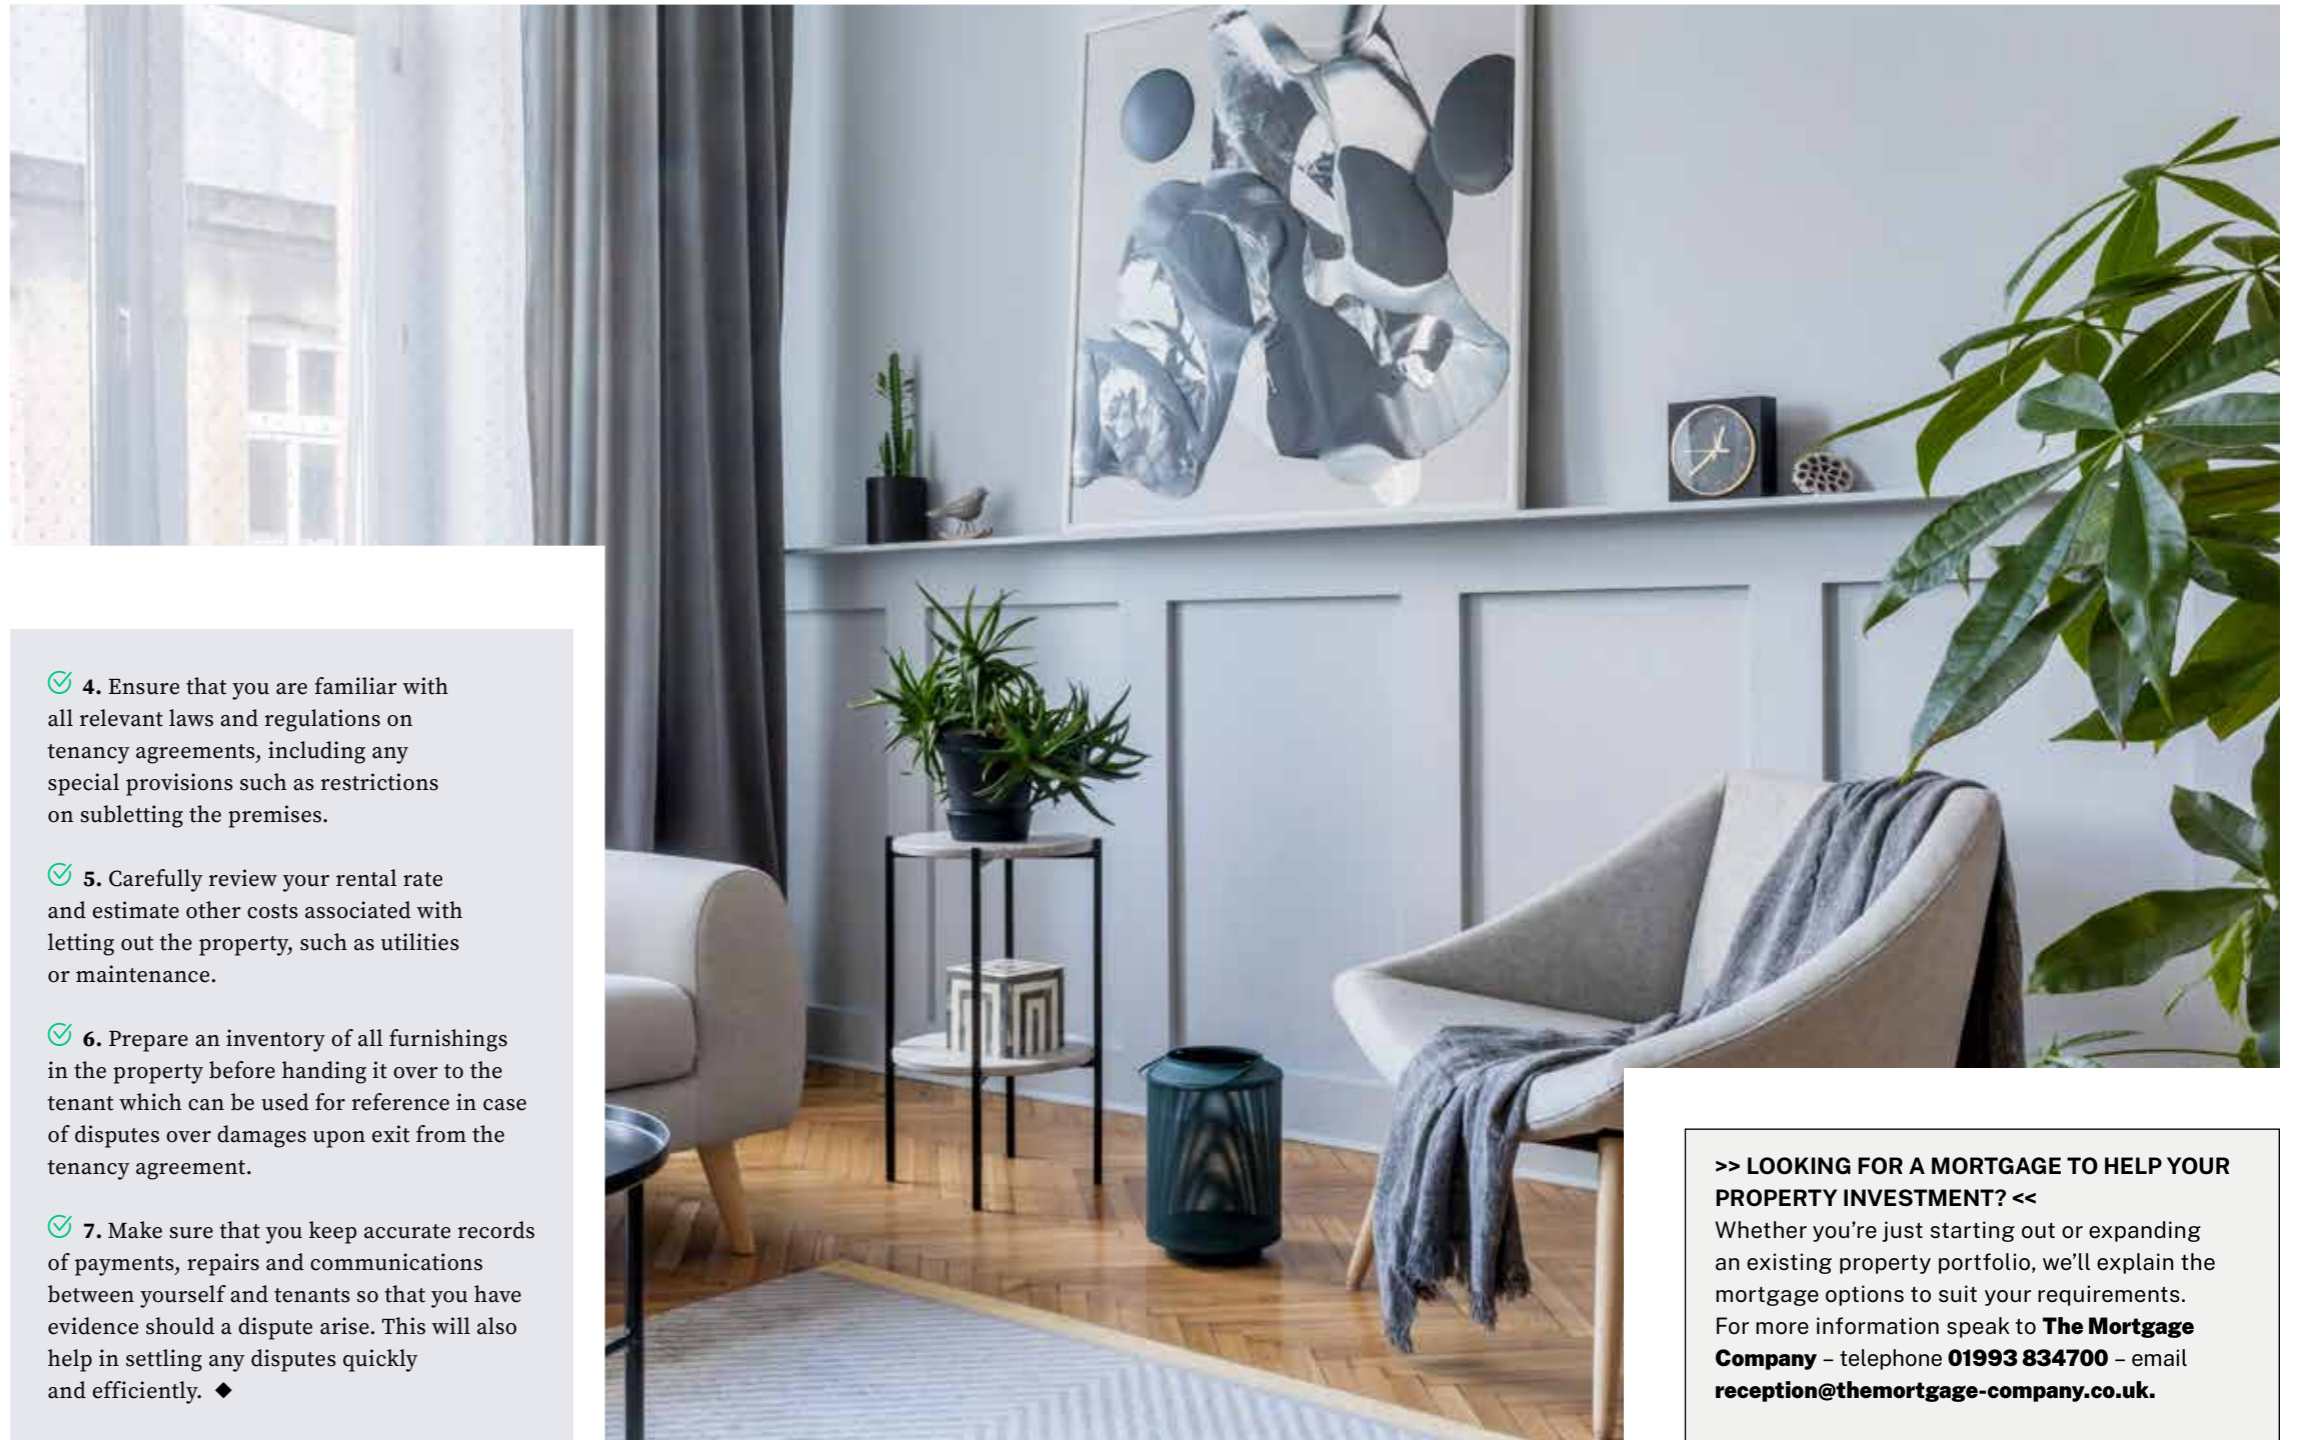 4. Ensure that you are familiar with
all relevant laws and regulations on
tenancy agreements, including any
special provisions such as restrictions
on subletting the premises.
5. Carefully review your rental rate
and estimate other costs associated with
letting out the property, such as utilities
or maintenance.
6. Prepare an inventory of all furnishings
in the property before handing it over to the
tenant which can be used for reference in case
of disputes over damages upon exit from the
tenancy agreement.
7. Make sure that you keep accurate records
of payments, repairs and communications
between yourself and tenants so that you have
evidence should a dispute arise. This will also
help in settling any disputes quickly
and efficiently. ◆
>> LOOKING FOR A MORTGAGE TO HELP YOUR
PROPERTY INVESTMENT? <<
Whether you’re just starting out or expanding
an existing property portfolio, we’ll explain the
mortgage options to suit your requirements.
For more information speak to The Mortgage
Company – telephone 01993 834700 – email
reception@themortgage-company.co.uk.